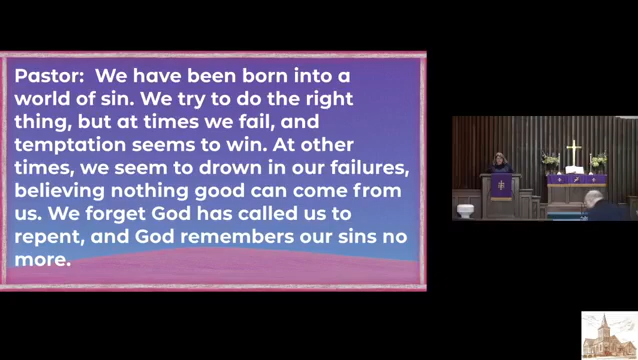 Pastor:  We have been born into a
world of sin. We try to do the right
thing, but at times we fail, and
temptation seems to win. At other
times, we seem to drown in our failures,
believing nothing good can come from
us. We forget God has called us to
repent, and God remembers our sins no
more.